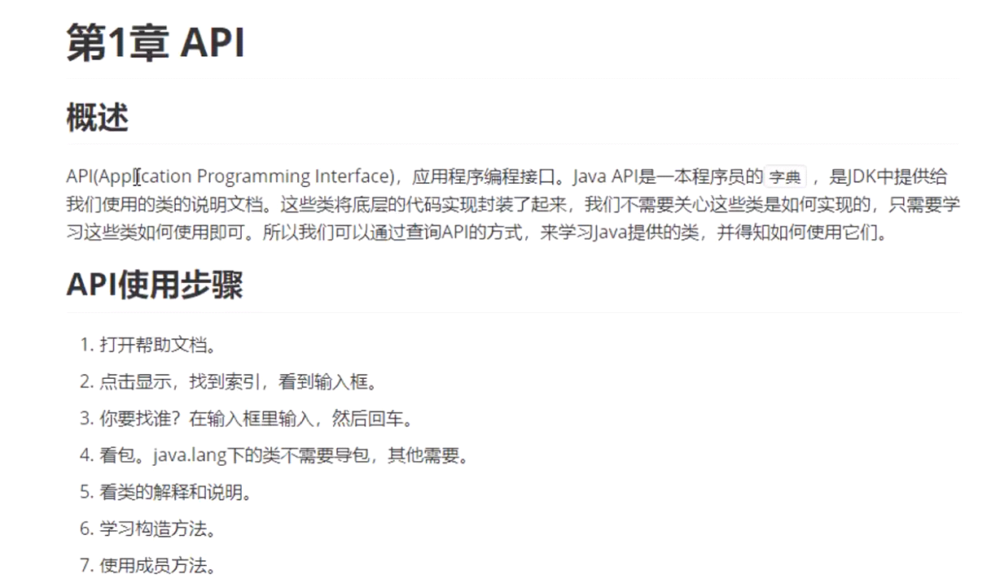 第1章 API
概述
API(Application Programming Interface)，应用程序编程接口。Java API是一本程序员的 字典 ，是JDK中提供给
我们使用的类的说明文档。这些类将底层的代码实现封装了起来，我们不需要关心这些类是如何实现的，只需要学
习这些类如何使用即可。所以我们可以通过查询API的方式，来学习Java提供的类，并得知如何使用它们。
API使用步骤
1. 打开帮助文档。
2. 点击显示，找到索引，看到输入框。
3. 你要找谁？在输入框里输入，然后回车。
4. 看包。java.lang下的类不需要导包，其他需要。
5. 看类的解释和说明。
6. 学习构造方法。
7. 使用成员方法。